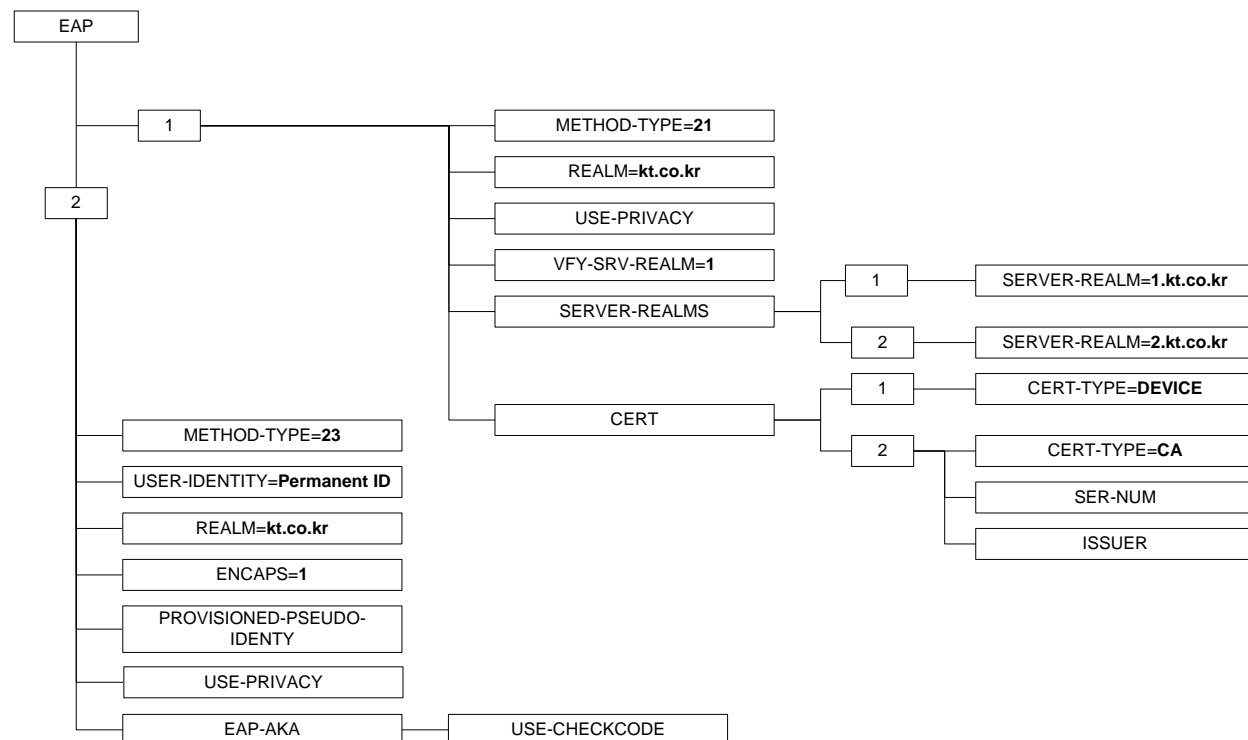 EAP
1
METHOD-TYPE=21
REALM=kt.co.kr
2
USE-PRIVACY
VFY-SRV-REALM=1
1
SERVER-REALM=1.kt.co.kr
SERVER-REALMS
2
SERVER-REALM=2.kt.co.kr
1
CERT-TYPE=DEVICE
CERT
METHOD-TYPE=23
2
CERT-TYPE=CA
USER-IDENTITY=Permanent ID
SER-NUM
REALM=kt.co.kr
ISSUER
ENCAPS=1
PROVISIONED-PSEUDO-
IDENTY
USE-PRIVACY
EAP-AKA
USE-CHECKCODE